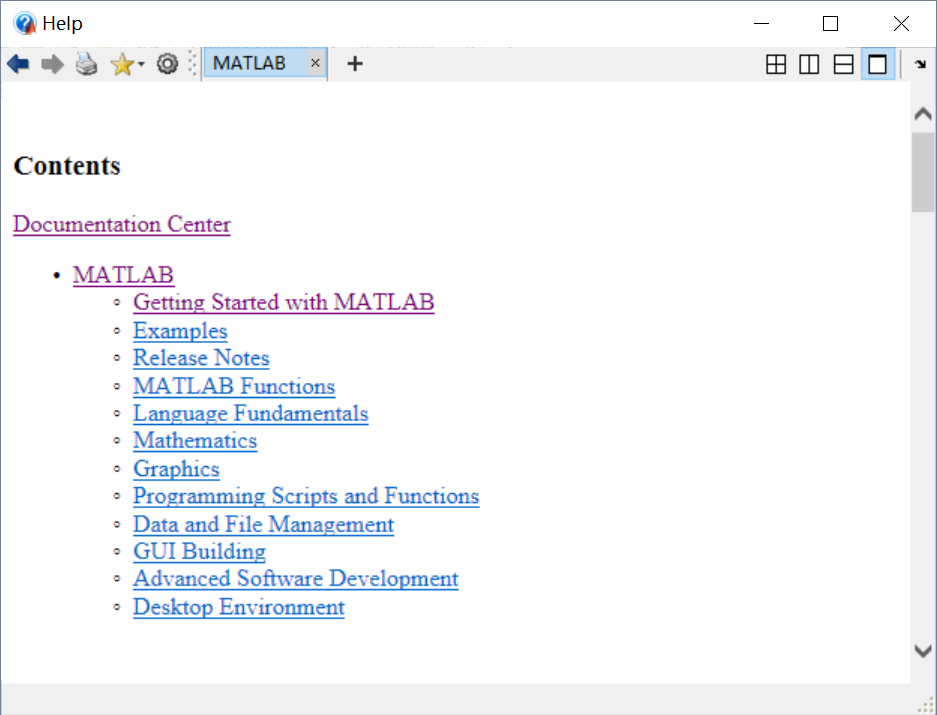 Help
MATLAB
Contents
Documentation Center
MATLAB
Getting Started with MATLAB
Examples
Release Notes
MATLAB Functions
Language Fundamentals
Mathematics
Graphics
Programming Scripts and Functions
Data and File Management
GUI Building
Advanced Software Development
Desktop Environment